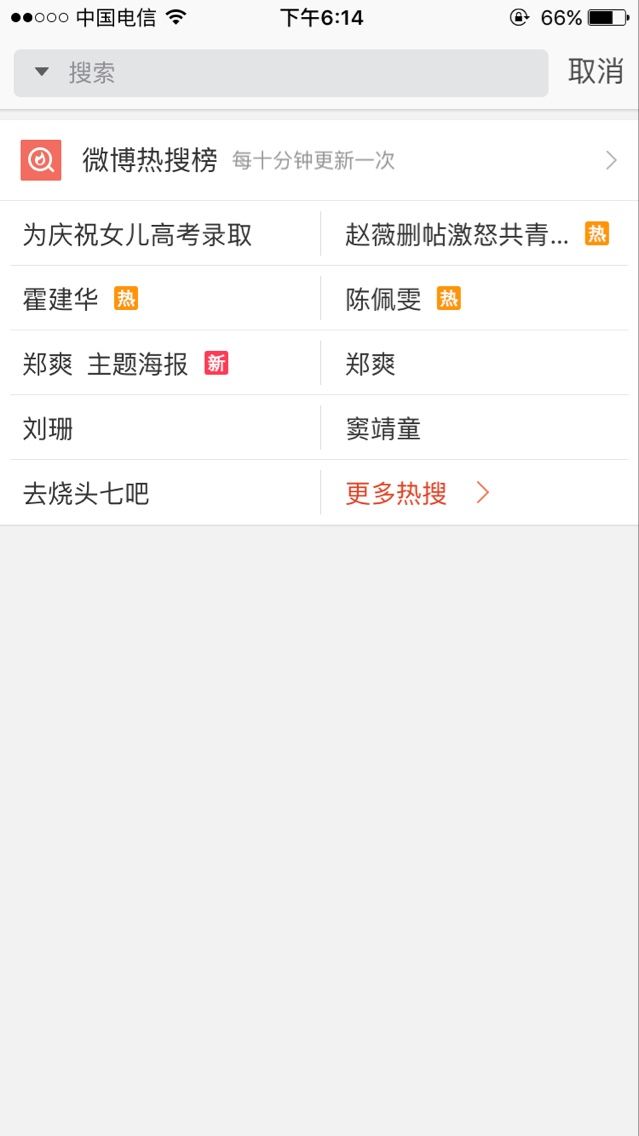 中国电信 下午6:14 66%
搜索 取消
微博热搜榜 每十分钟更新一次
为庆祝女儿高考录取 赵薇删帖激怒共青... 热
霍建华 热 陈佩雯 热
郑爽 主题海报 新 郑爽
刘珊 窦靖童
去烧头七吧 更多热搜